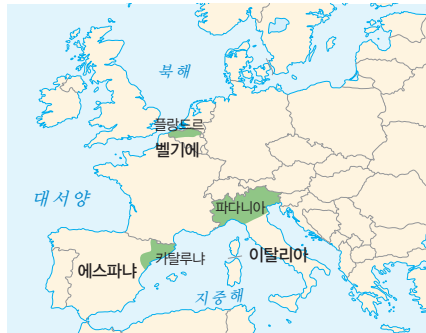 북해
플랑드르
벨기에
대서양
파다니아
카탈루냐
이탈리아
에스파냐
지중해